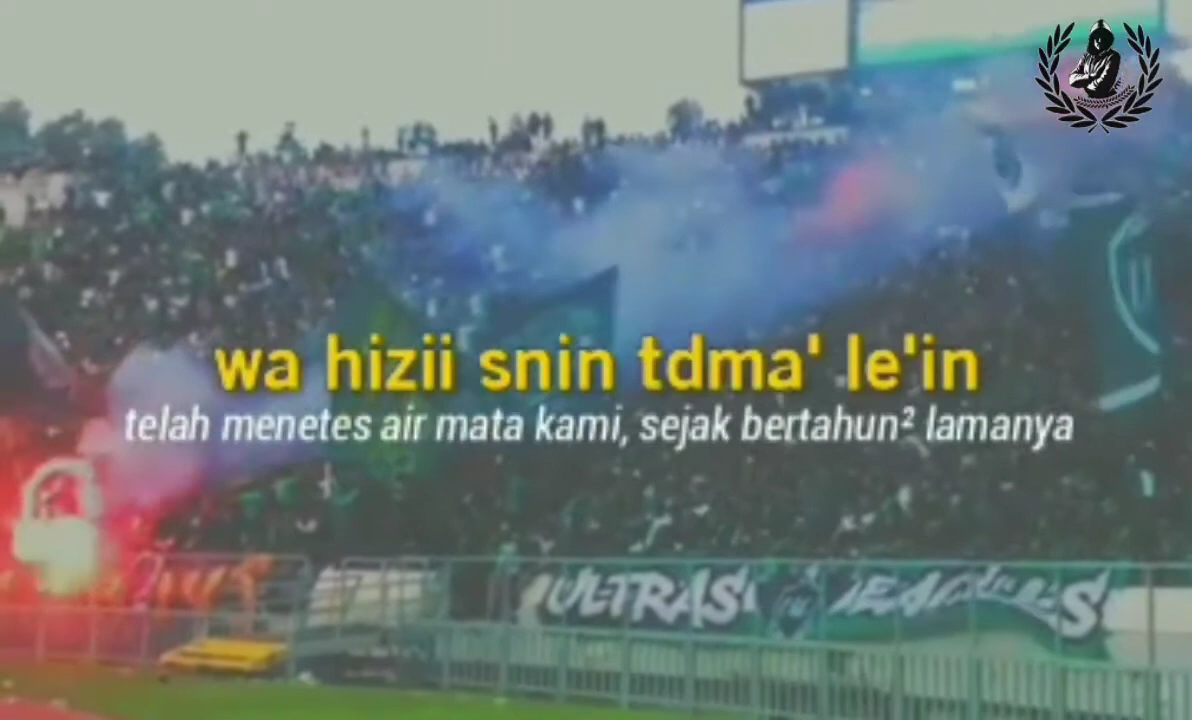 wa hizii snin tdma' le'in
telah menetes air mata kami, sejak bertahun² lamanya
ULTRAS